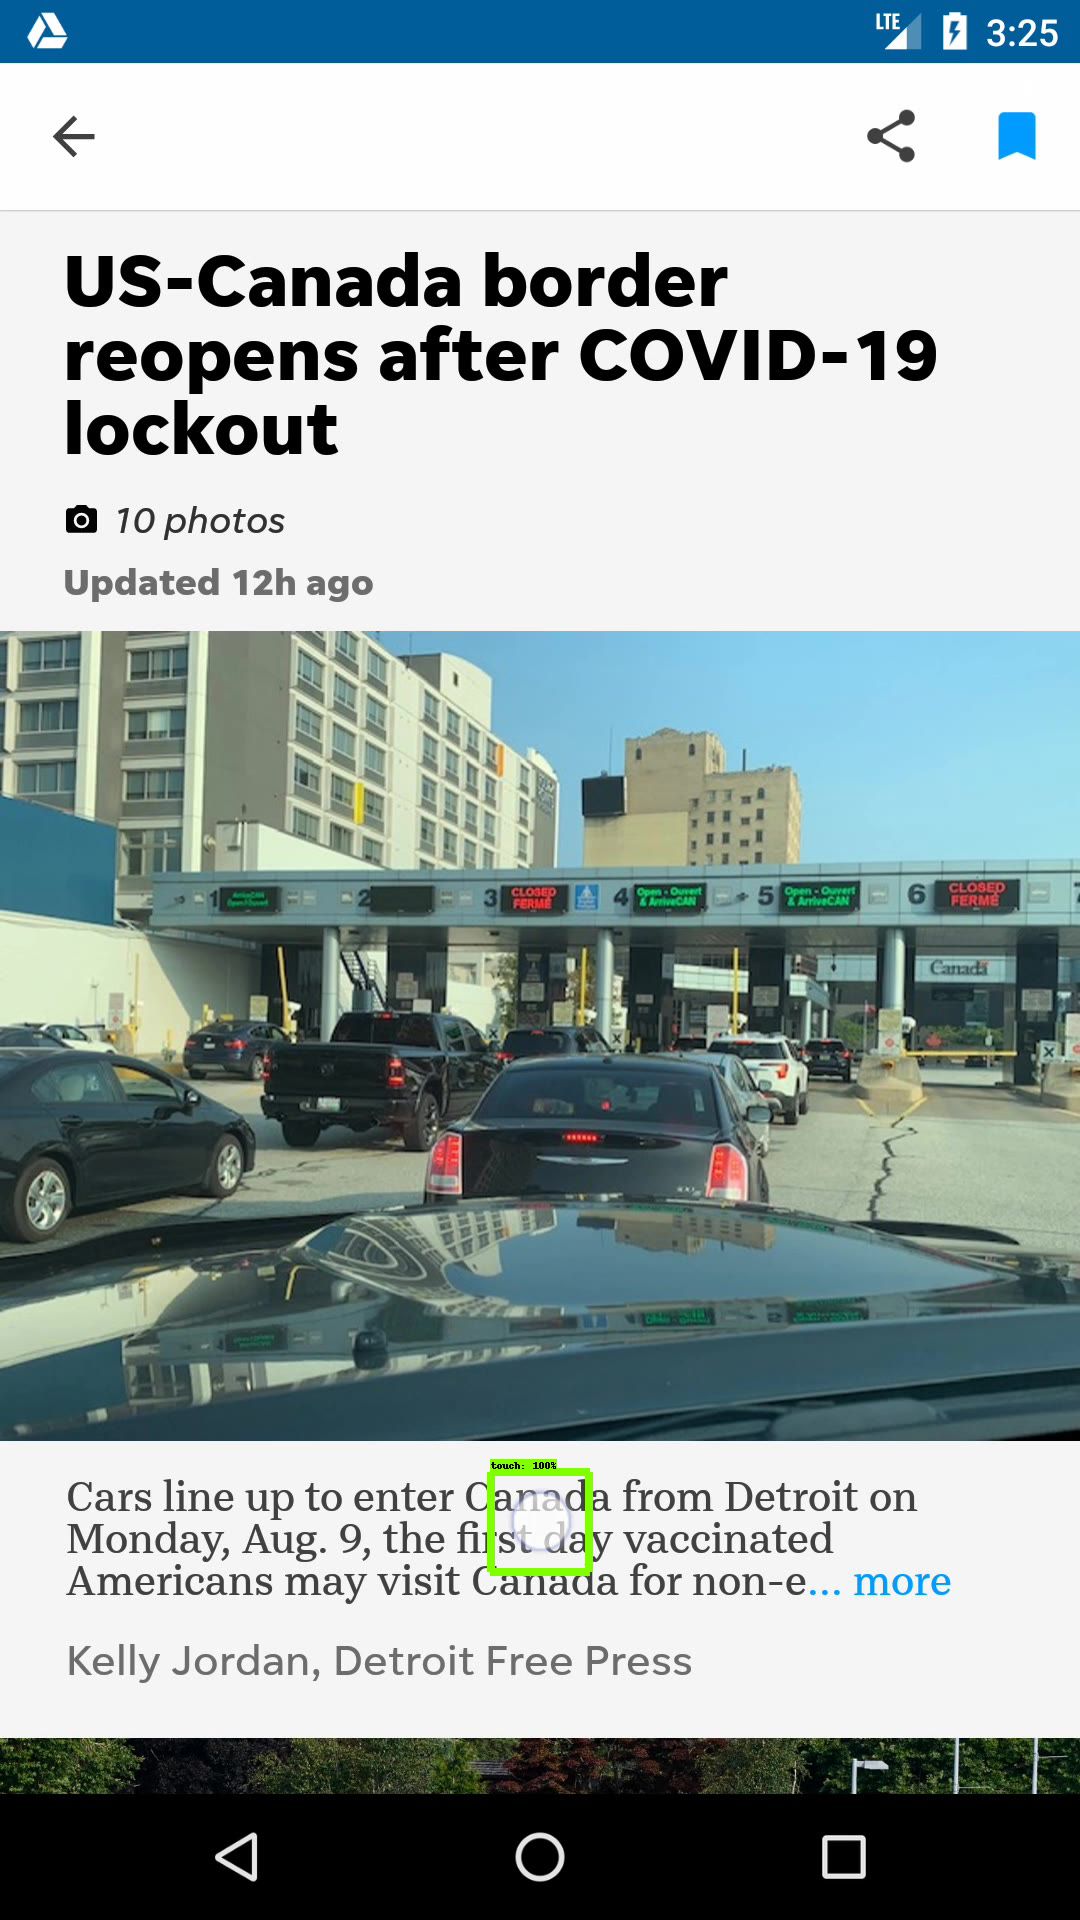 LTE 3:25
US-Canada border
reopens after COVID-19
lockout
10 photos
Updated 12h ago
1 2 3 CLOSED FERMÉ 4 Open - Ouvert & ArriveCAN 5 Open - Ouvert & ArriveCAN 6 CLOSED FERMÉ
Canada
touch: 100%
Cars line up to enter Canada from Detroit on
Monday, Aug. 9, the first day vaccinated
Americans may visit Canada for non-e... more
Kelly Jordan, Detroit Free Press